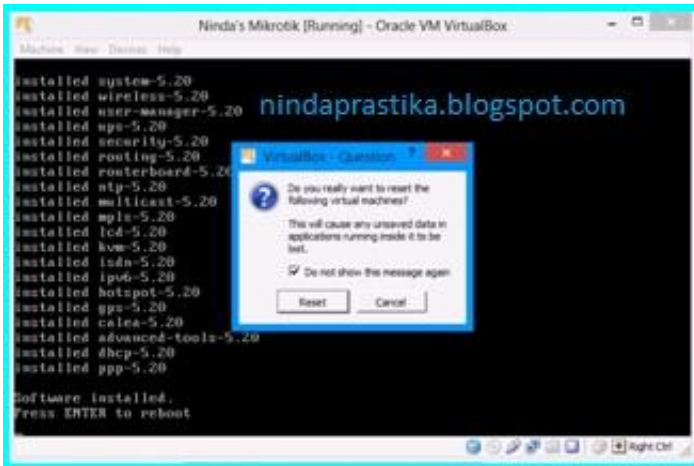 Ninda's Mikrotik [Running] - Oracle VM VirtualBox
Machine View Devices Help
installed system-5.20
installed wireless-5.20
installed user-manager-5.20
installed ups-5.20
installed security-5.20
installed routing-5.20
installed routerboard-5.20
installed ntp-5.20
installed multicast-5.20
installed mpls-5.20
installed lcd-5.20
installed kvm-5.20
installed isdn-5.20
installed ipv6-5.20
installed hotspot-5.20
installed gps-5.20
installed calea-5.20
installed advanced-tools-5.20
installed dhcp-5.20
installed ppp-5.20
Software installed.
Press ENTER to reboot
nindaprastika.blogspot.com
VirtualBox - Question
Do you really want to reset the
following virtual machines?
This will cause any unsaved data in
applications running inside it to be
lost.
Do not show this message again
Reset
Cancel
Right Ctrl